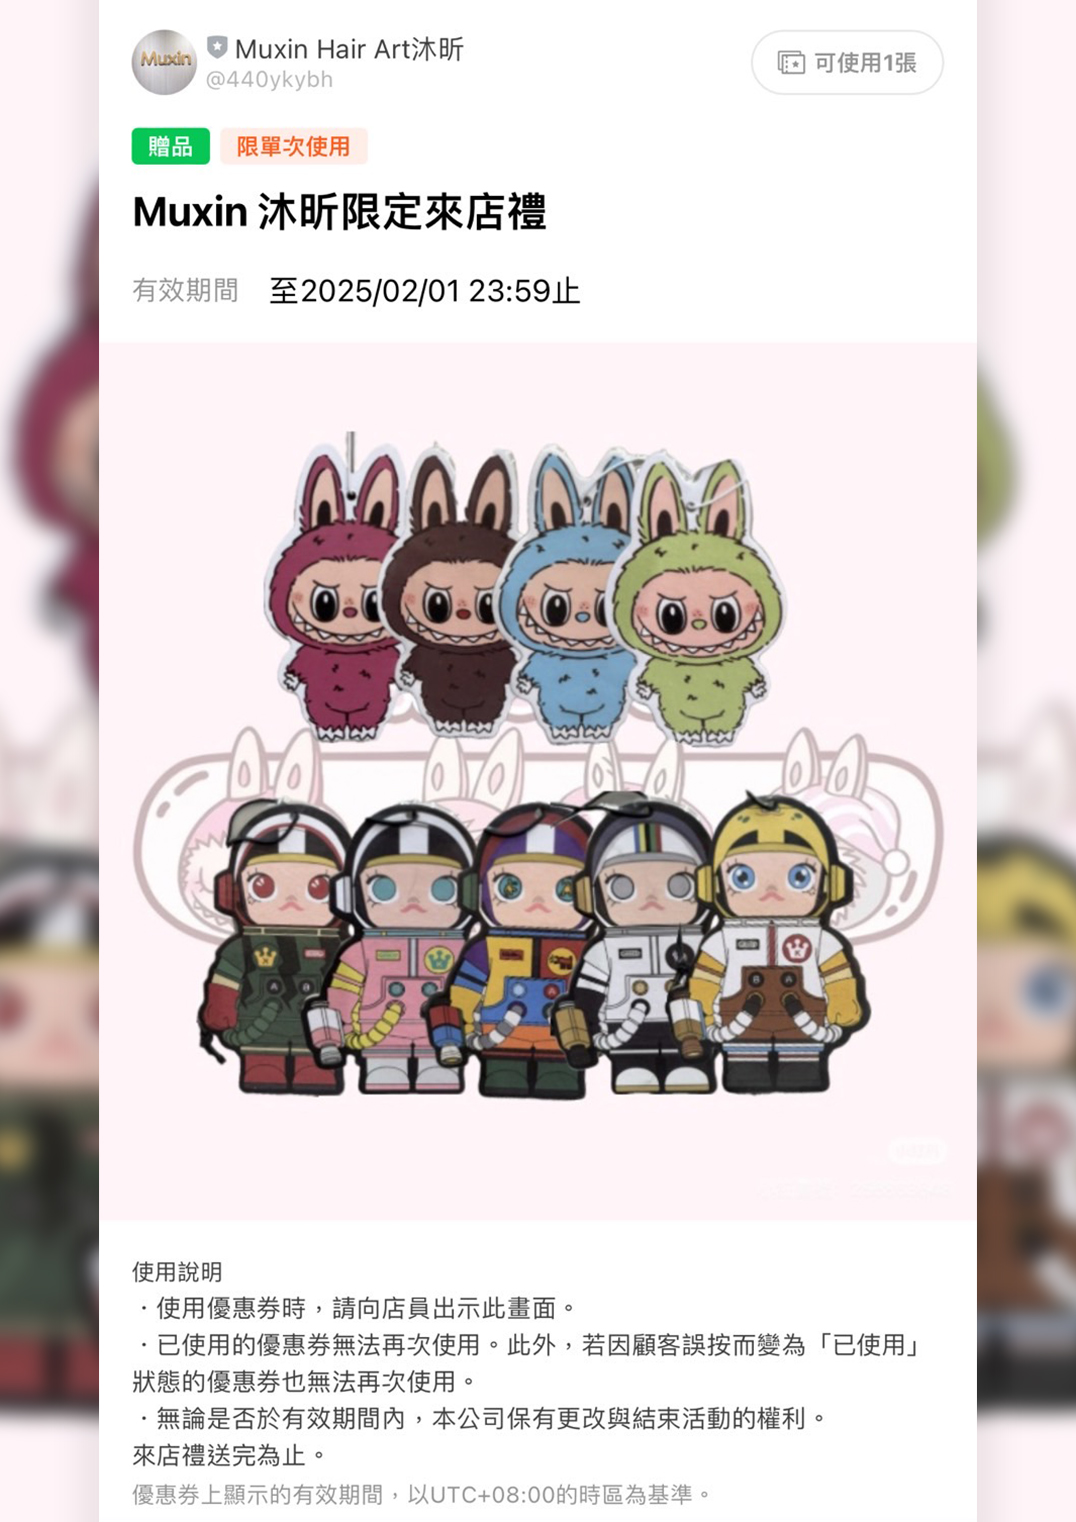 Muxin
Muxin Hair Art沐昕
@440ykybh
可使用1張
贈品
限單次使用
Muxin 沐昕限定來店禮
有效期間 至2025/02/01 23:59止
使用說明
・使用優惠券時，請向店員出示此畫面。
・已使用的優惠券無法再次使用。此外，若因顧客誤按而變為「已使用」
狀態的優惠券也無法再次使用。
・無論是否於有效期間內，本公司保有更改與結束活動的權利。
來店禮送完為止。
優惠券上顯示的有效期間，以UTC+08:00的時區為基準。